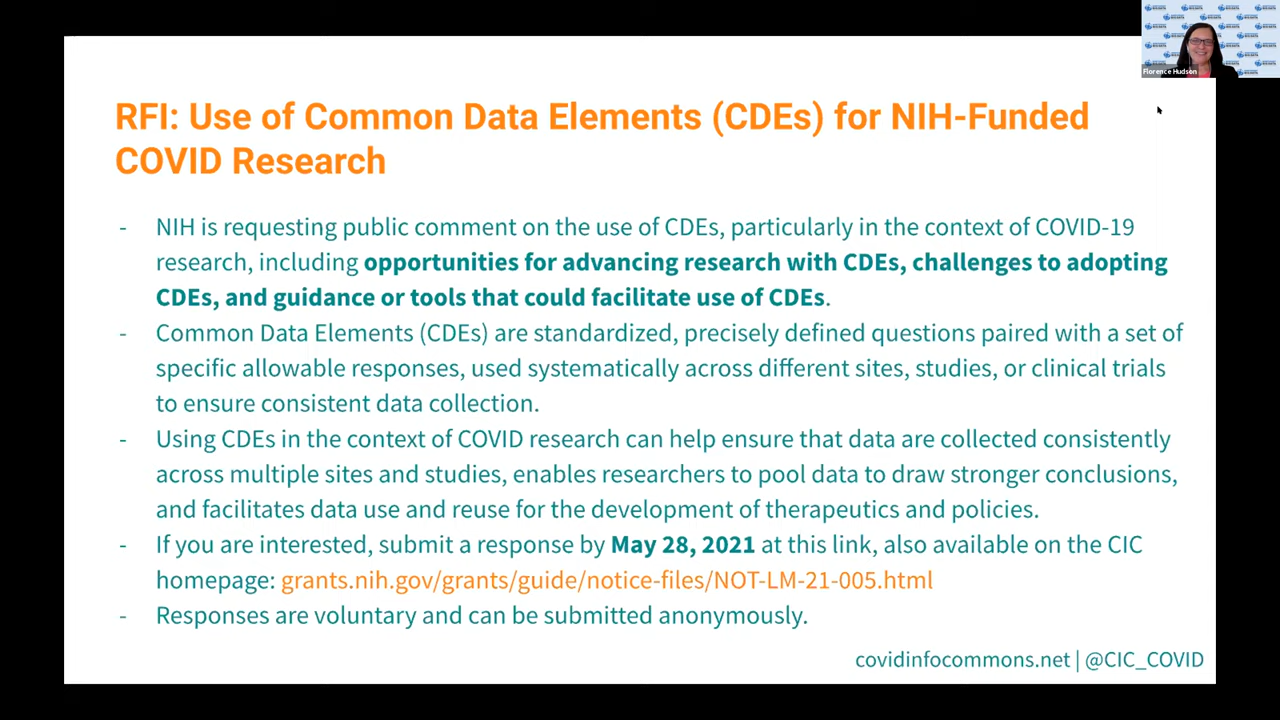 Florence Hudson
RFI: Use of Common Data Elements (CDEs) for NIH-Funded
COVID Research
- NIH is requesting public comment on the use of CDEs, particularly in the context of COVID-19
research, including opportunities for advancing research with CDEs, challenges to adopting
CDEs, and guidance or tools that could facilitate use of CDEs.
- Common Data Elements (CDEs) are standardized, precisely defined questions paired with a set of
specific allowable responses, used systematically across different sites, studies, or clinical trials
to ensure consistent data collection.
- Using CDEs in the context of COVID research can help ensure that data are collected consistently
across multiple sites and studies, enables researchers to pool data to draw stronger conclusions,
and facilitates data use and reuse for the development of therapeutics and policies.
- If you are interested, submit a response by May 28, 2021 at this link, also available on the CIC
homepage: grants.nih.gov/grants/guide/notice-files/NOT-LM-21-005.html
- Responses are voluntary and can be submitted anonymously.
covidinfocommons.net | @CIC_COVID